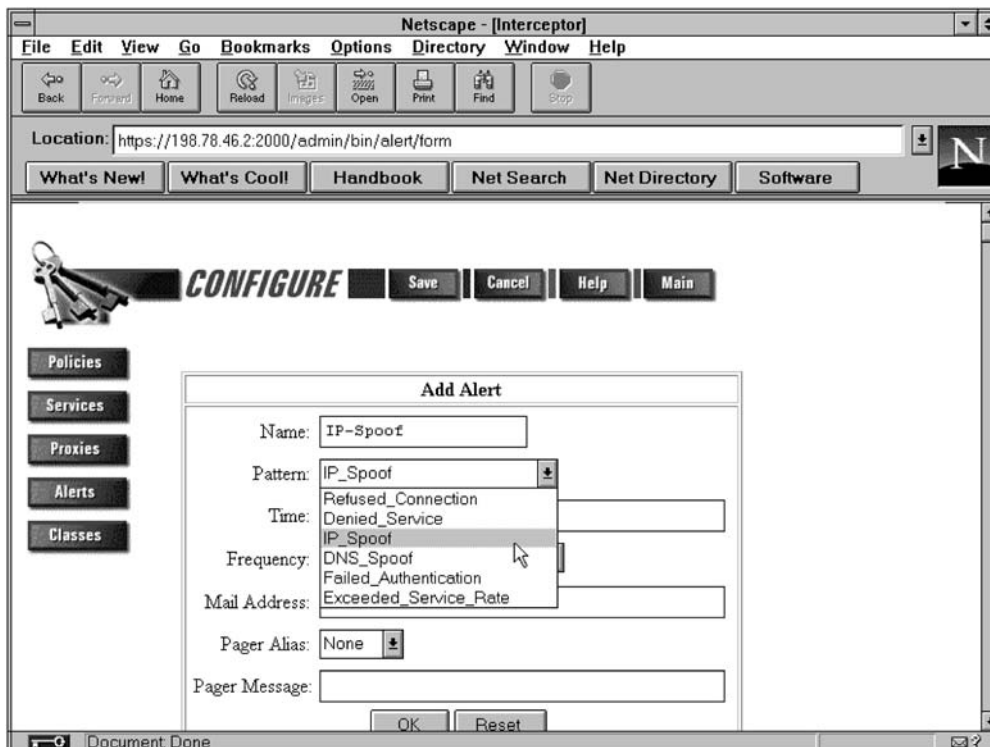 Netscape - [Interceptor]
File Edit View Go Bookmarks Options Directory Window Help
Back Forward Home Reload Images Open Print Find Stop
Location: https://198.78.46.2:2000/admin/bin/alert/form
N
What's New! What's Cool! Handbook Net Search Net Directory Software
CONFIGURE Save Cancel Help Main
Policies
Services
Proxies
Alerts
Classes
Add Alert
Name: IP-Spoof
Pattern: IP_Spoof
Refused_Connection
Time:
Denied_Service
IP_Spoof
Frequency:
DNS_Spoof
Failed_Authentication
Mail Address:
Exceeded_Service_Rate
Pager Alias: None
Pager Message:
OK Reset
Document: Done
?